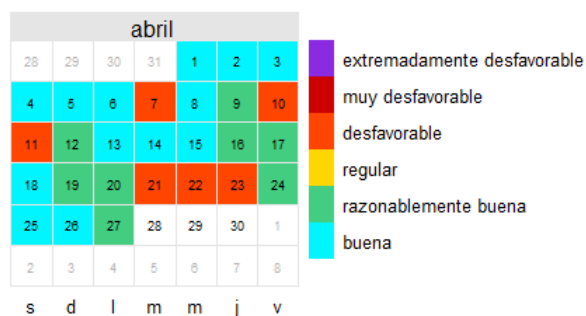 abril
28 29 30 31 1 2 3
4 5 6 7 8 9 10
11 12 13 14 15 16 17
18 19 20 21 22 23 24
25 26 27 28 29 30 1
2 3 4 5 6 7 8
s d l m m j v
extremadamente desfavorable
muy desfavorable
desfavorable
regular
razonablemente buena
buena